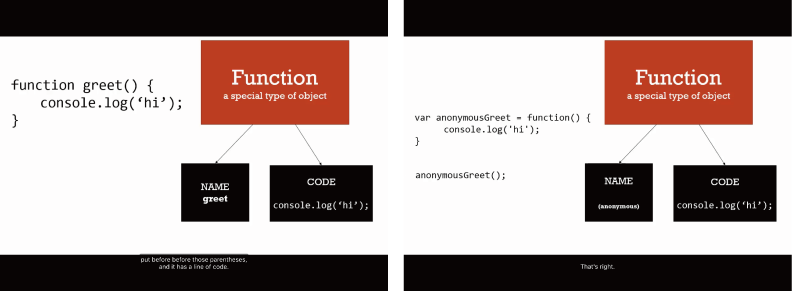 function greet() {
console.log(‘hi’);
}
Function
a special type of object
NAME
greet
CODE
console.log(‘hi’);
put before before those parentheses,
and it has a line of code.
var anonymousGreet = function() {
console.log('hi');
}
anonymousGreet();
Function
a special type of object
NAME
(anonymous)
CODE
console.log(‘hi’);
That's right.